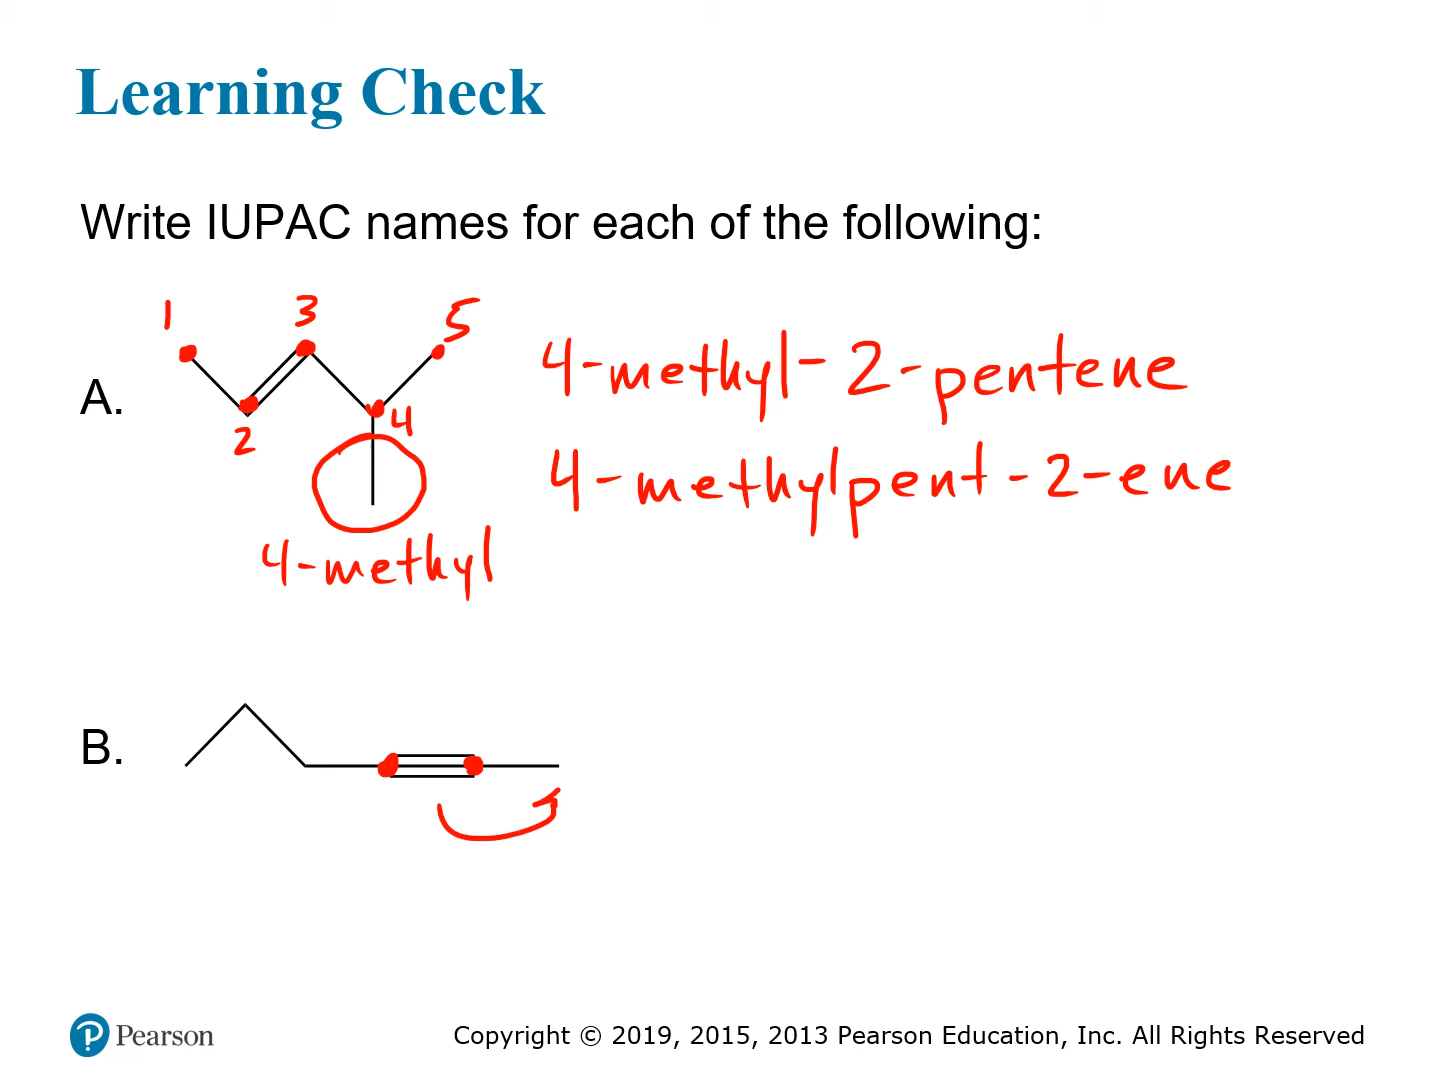 Learning Check
Write IUPAC names for each of the following:
1 3 5
A.
2 4
4-methyl
4-methyl-2-pentene
4-methylpent-2-ene
B.
Pearson
Copyright © 2019, 2015, 2013 Pearson Education, Inc. All Rights Reserved